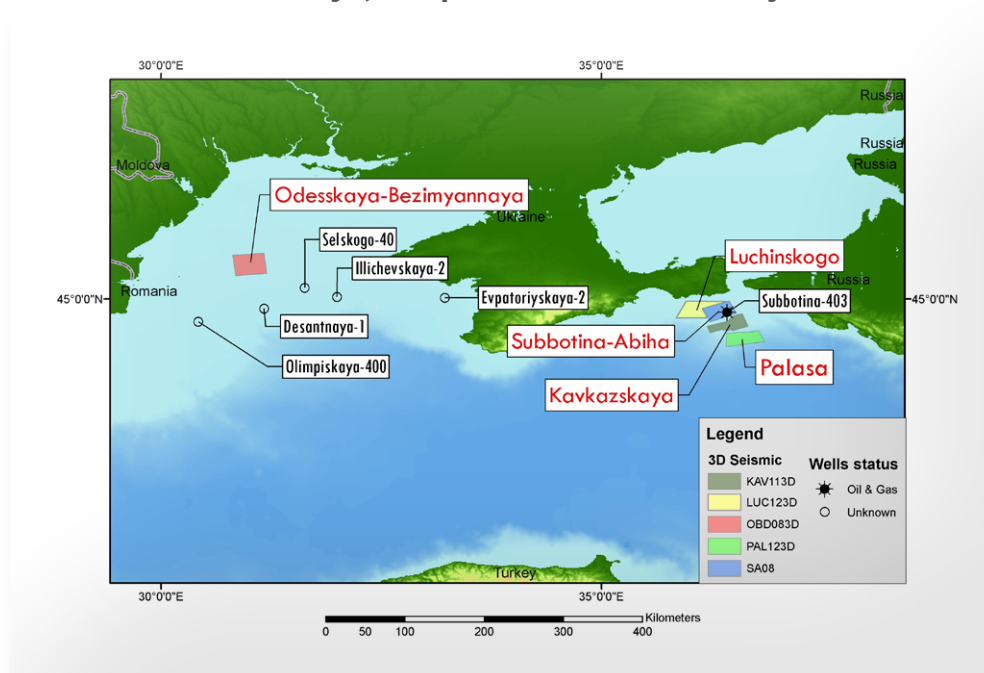 30°0'0"E
35°0'0"E
Russia
Russia
Russia
Moldova
Odesskaya-Bezimyannaya
Ukraine
Selskogo-40
Luchinskogo
Illichevskaya-2
Russia
45°0'0"N
Romania
Evpatoriyskaya-2
Subbotina-403
45°0'0"N
Desantnaya-1
Subbotina-Abiha
Olimpiskaya-400
Palasa
Kavkazskaya
Legend
3D Seismic
Wells status
KAV113D
Oil & Gas
LUC123D
Unknown
OBD083D
PAL123D
SA08
Turkey
30°0'0"E
35°0'0"E
Kilometers
0 50 100 200 300 400